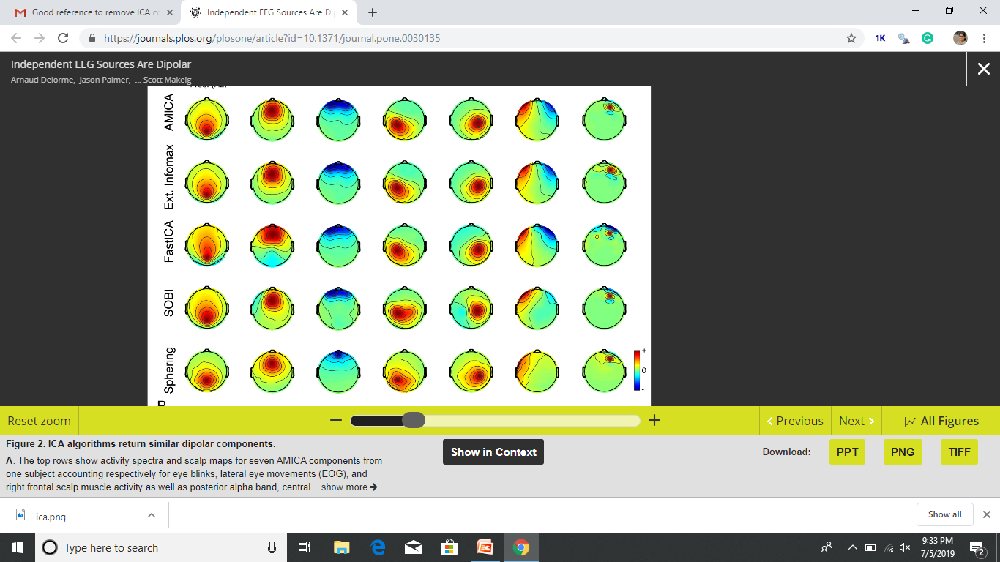 Good reference to remove ICA c
Independent EEG Sources Are Di
https://journals.plos.org/plosone/article?id=10.1371/journal.pone.0030135
1K
Independent EEG Sources Are Dipolar
Arnaud Delorme, Jason Palmer, ... Scott Makeig
AMICA
Ext. Infomax
FastICA
SOBI
Sphering
+
0
-
Reset zoom
Previous
Next
All Figures
Figure 2. ICA algorithms return similar dipolar components.
Show in Context
Download:
PPT
PNG
TIFF
A. The top rows show activity spectra and scalp maps for seven AMICA components from
one subject accounting respectively for eye blinks, lateral eye movements (EOG), and
right frontal scalp muscle activity as well as posterior alpha band, central... show more
ica.png
Show all
Type here to search
9:33 PM
7/5/2019
2